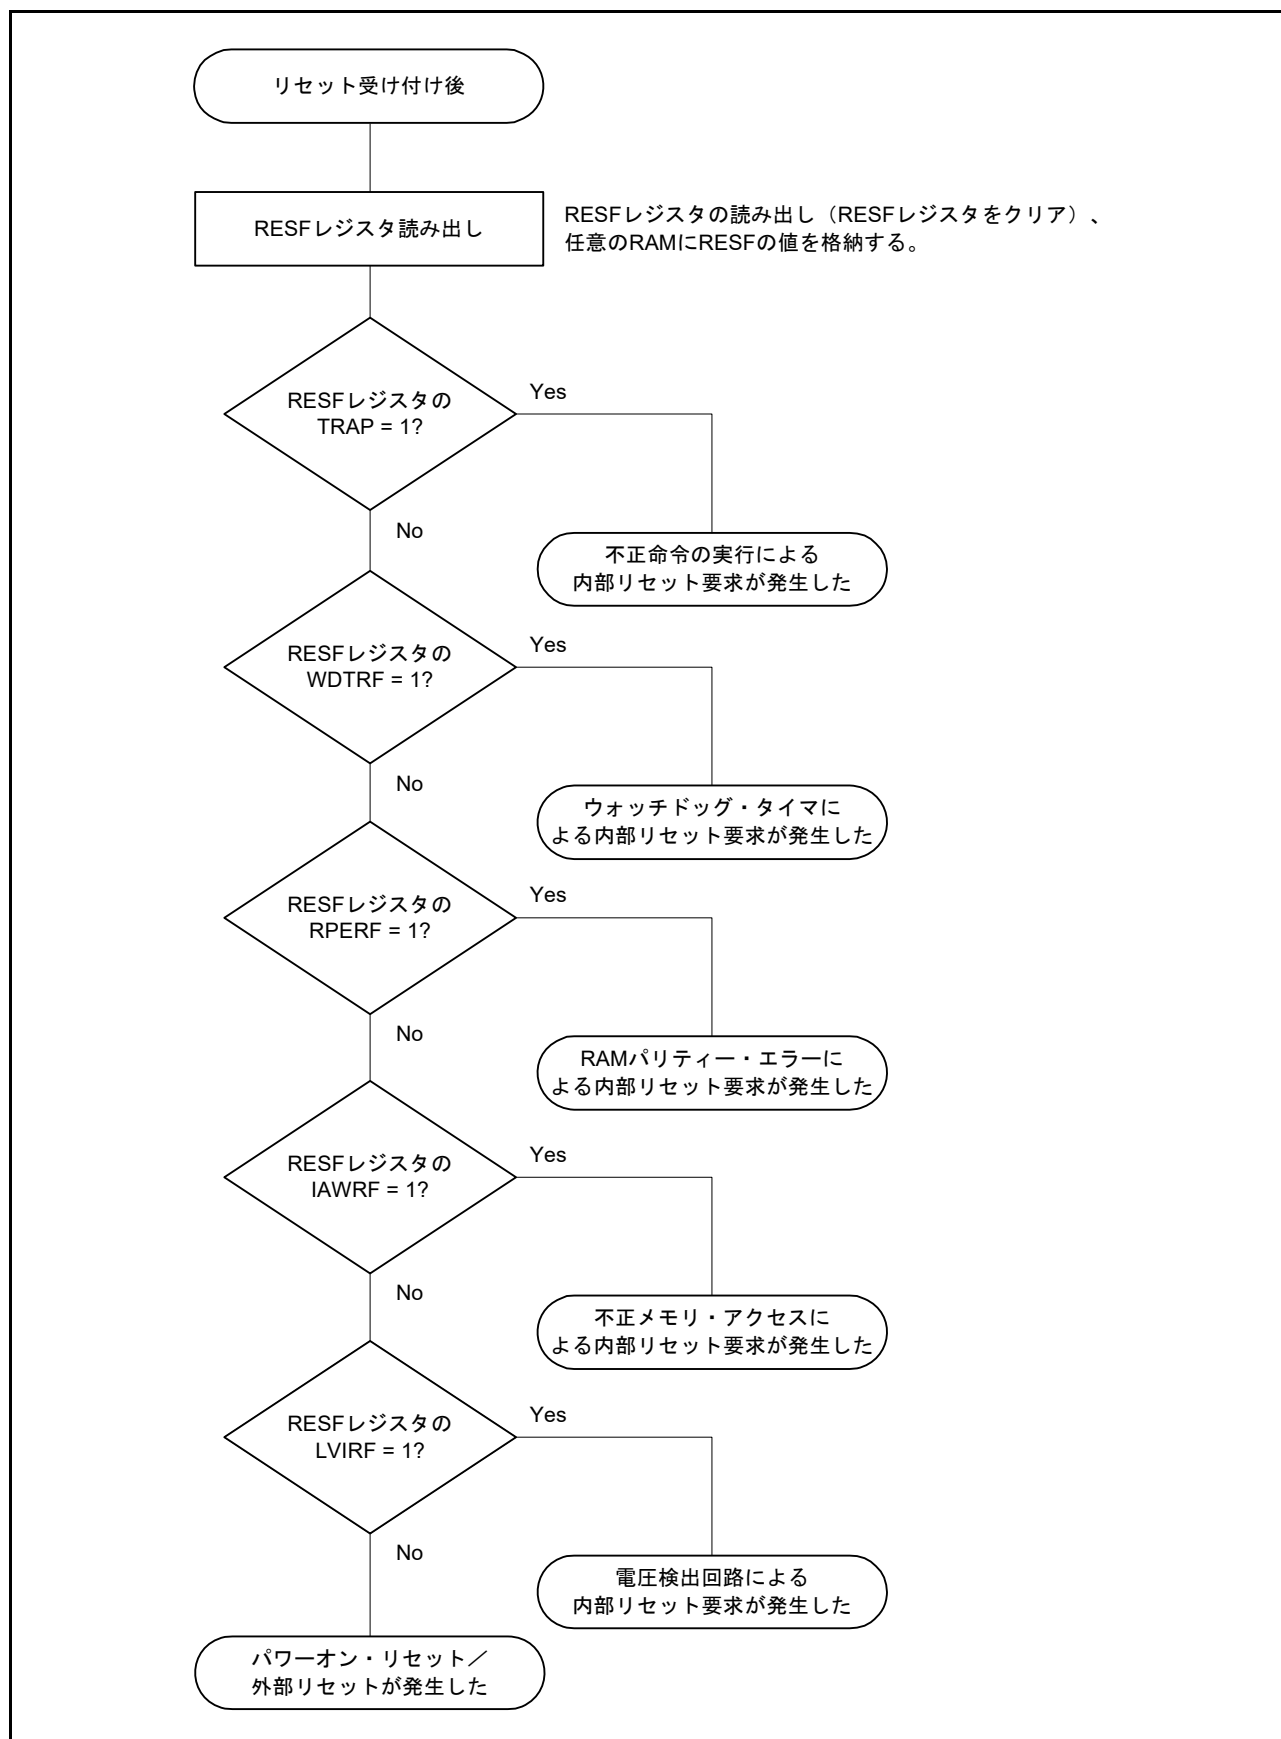 リセット受け付け後
RESFレジスタ読み出し
RESFレジスタの読み出し（RESFレジスタをクリア）、
任意のRAMにRESFの値を格納する。
RESFレジスタの
TRAP = 1?
Yes
No
不正命令の実行による
内部リセット要求が発生した
RESFレジスタの
WDTRF = 1?
Yes
No
ウォッチドッグ・タイマに
よる内部リセット要求が発生した
RESFレジスタの
RPERF = 1?
Yes
No
RAMパリティー・エラーに
よる内部リセット要求が発生した
RESFレジスタの
IAWRF = 1?
Yes
No
不正メモリ・アクセスに
よる内部リセット要求が発生した
RESFレジスタの
LVIRF = 1?
Yes
No
電圧検出回路による
内部リセット要求が発生した
パワーオン・リセット／
外部リセットが発生した